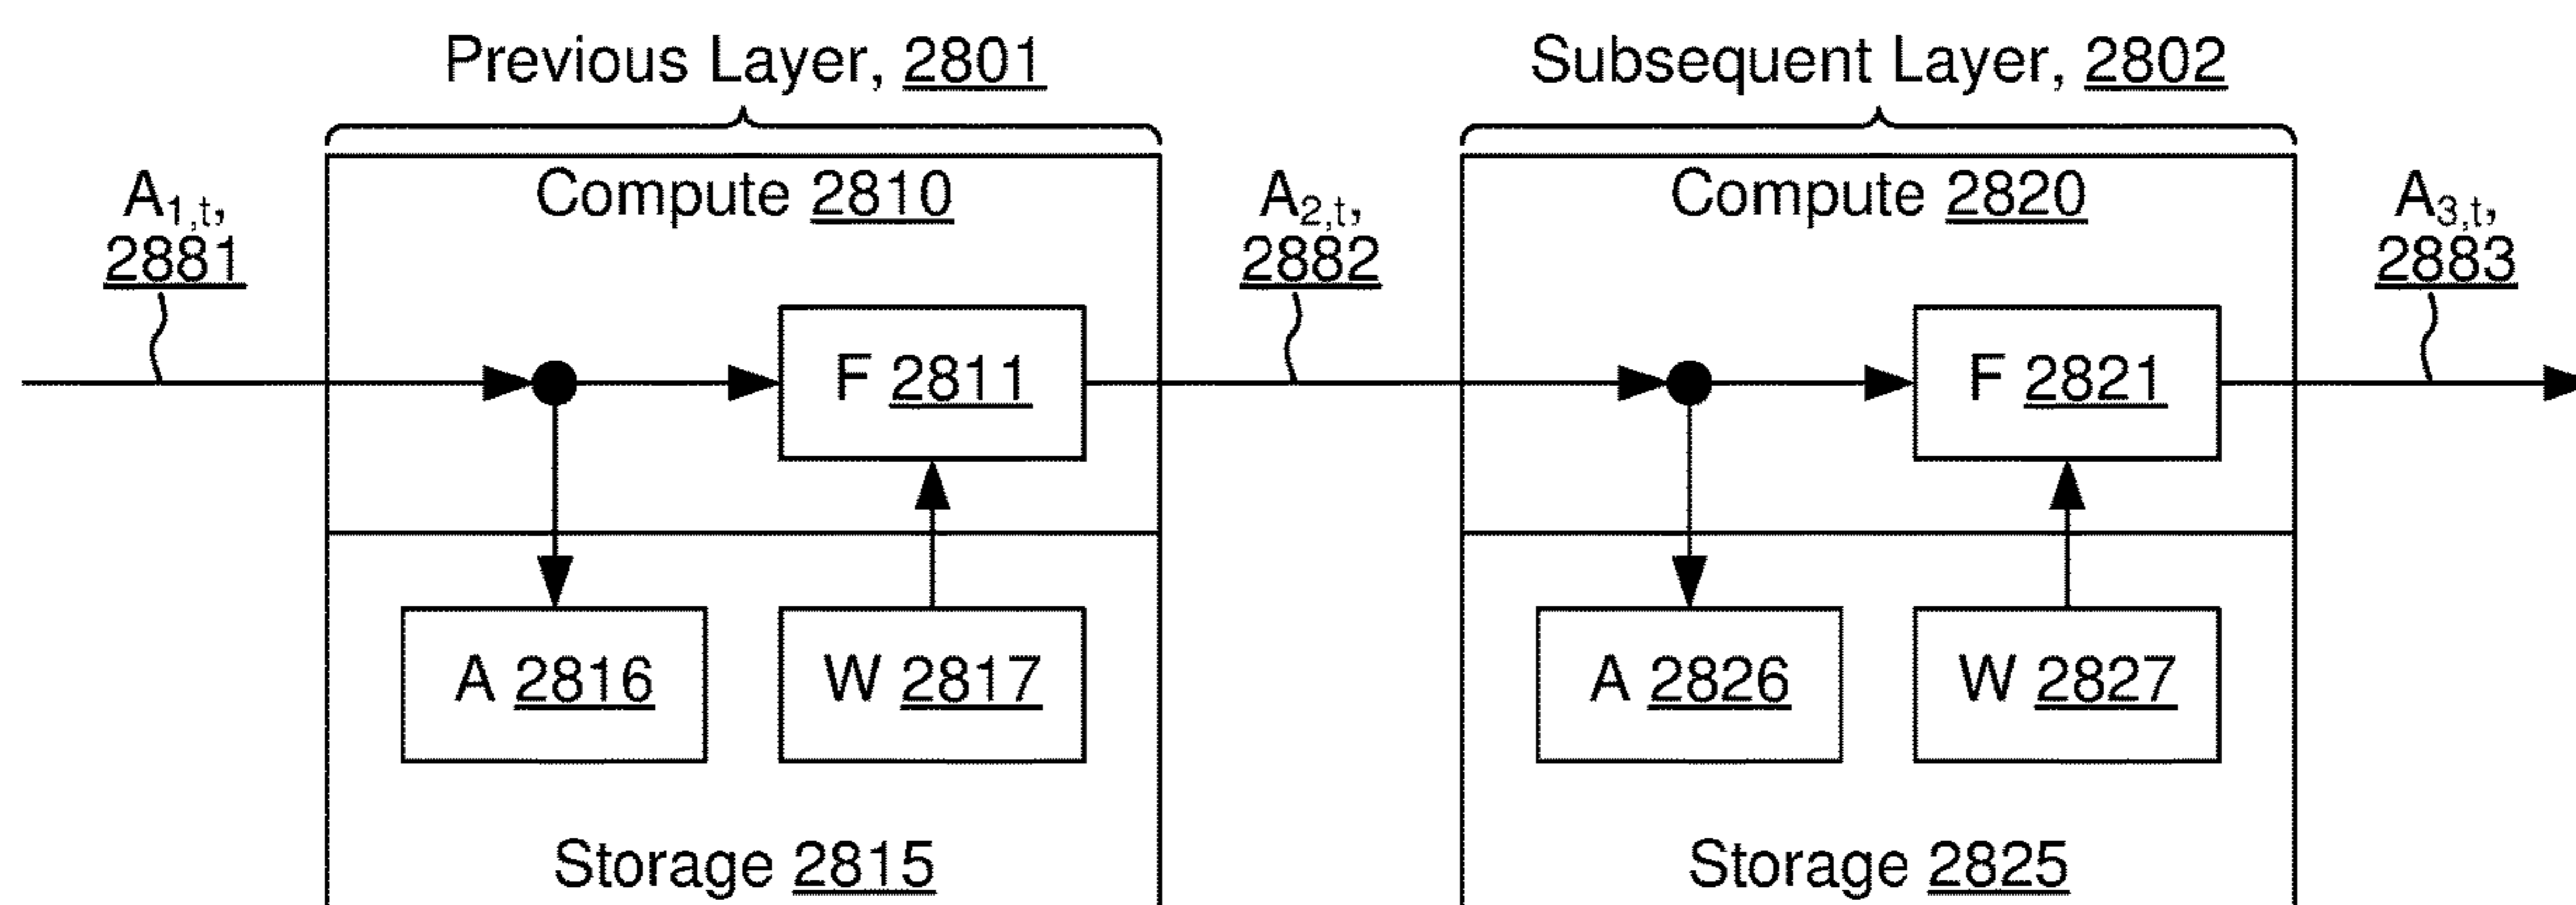 Previous Layer, 2801
Subsequent Layer, 2802
Compute 2810
Compute 2820
A1,t,
2881
A2,t,
2882
A3,t,
2883
F 2811
F 2821
A 2816
W 2817
A 2826
W 2827
Storage 2815
Storage 2825